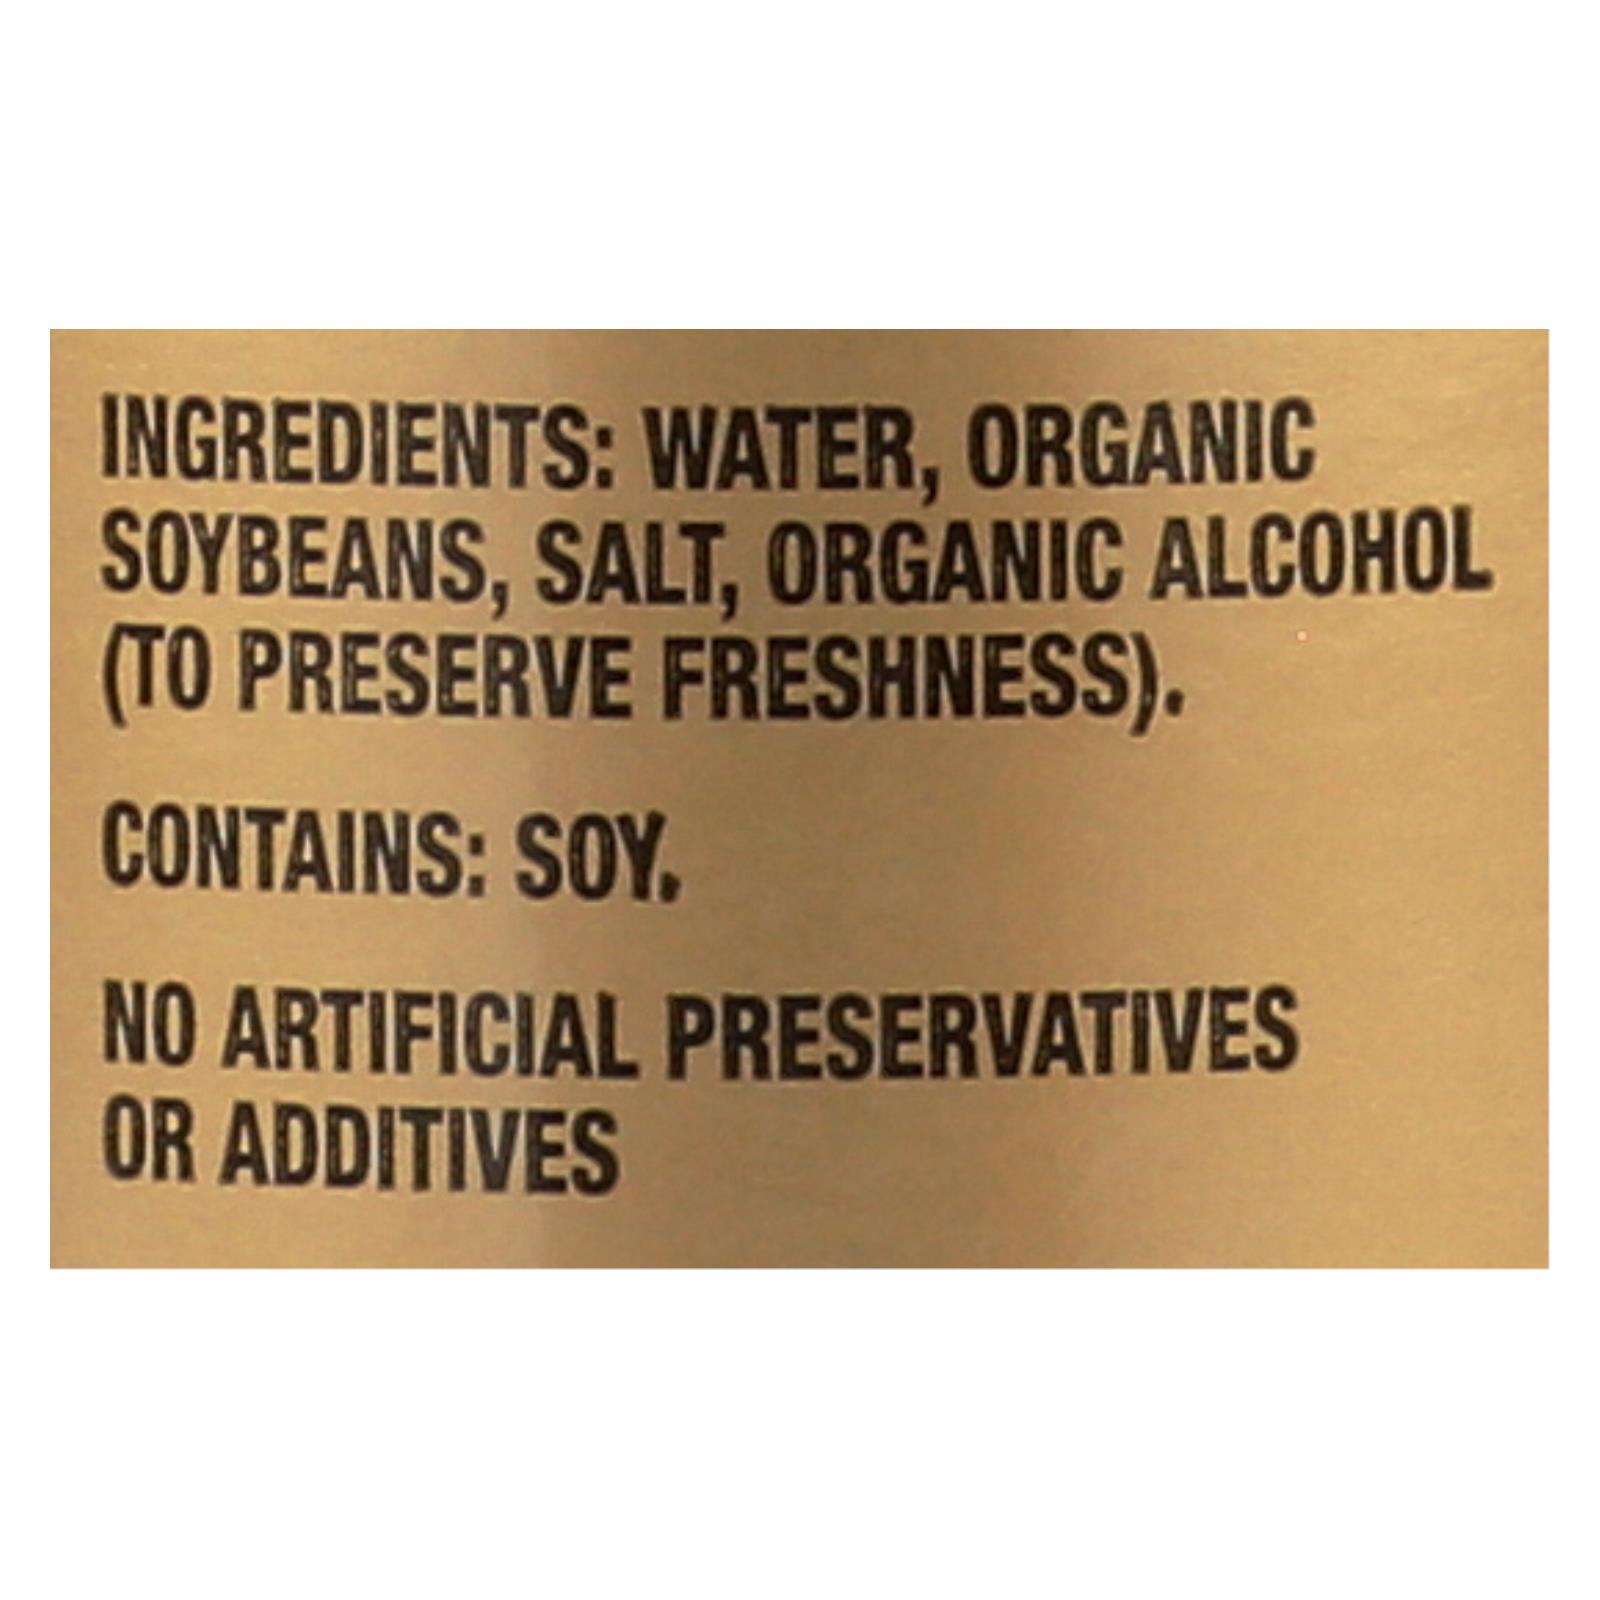 INGREDIENTS: WATER, ORGANIC
SOYBEANS, SALT, ORGANIC ALCOHOL
(TO PRESERVE FRESHNESS).
CONTAINS: SOY.
NO ARTIFICIAL PRESERVATIVES
OR ADDITIVES